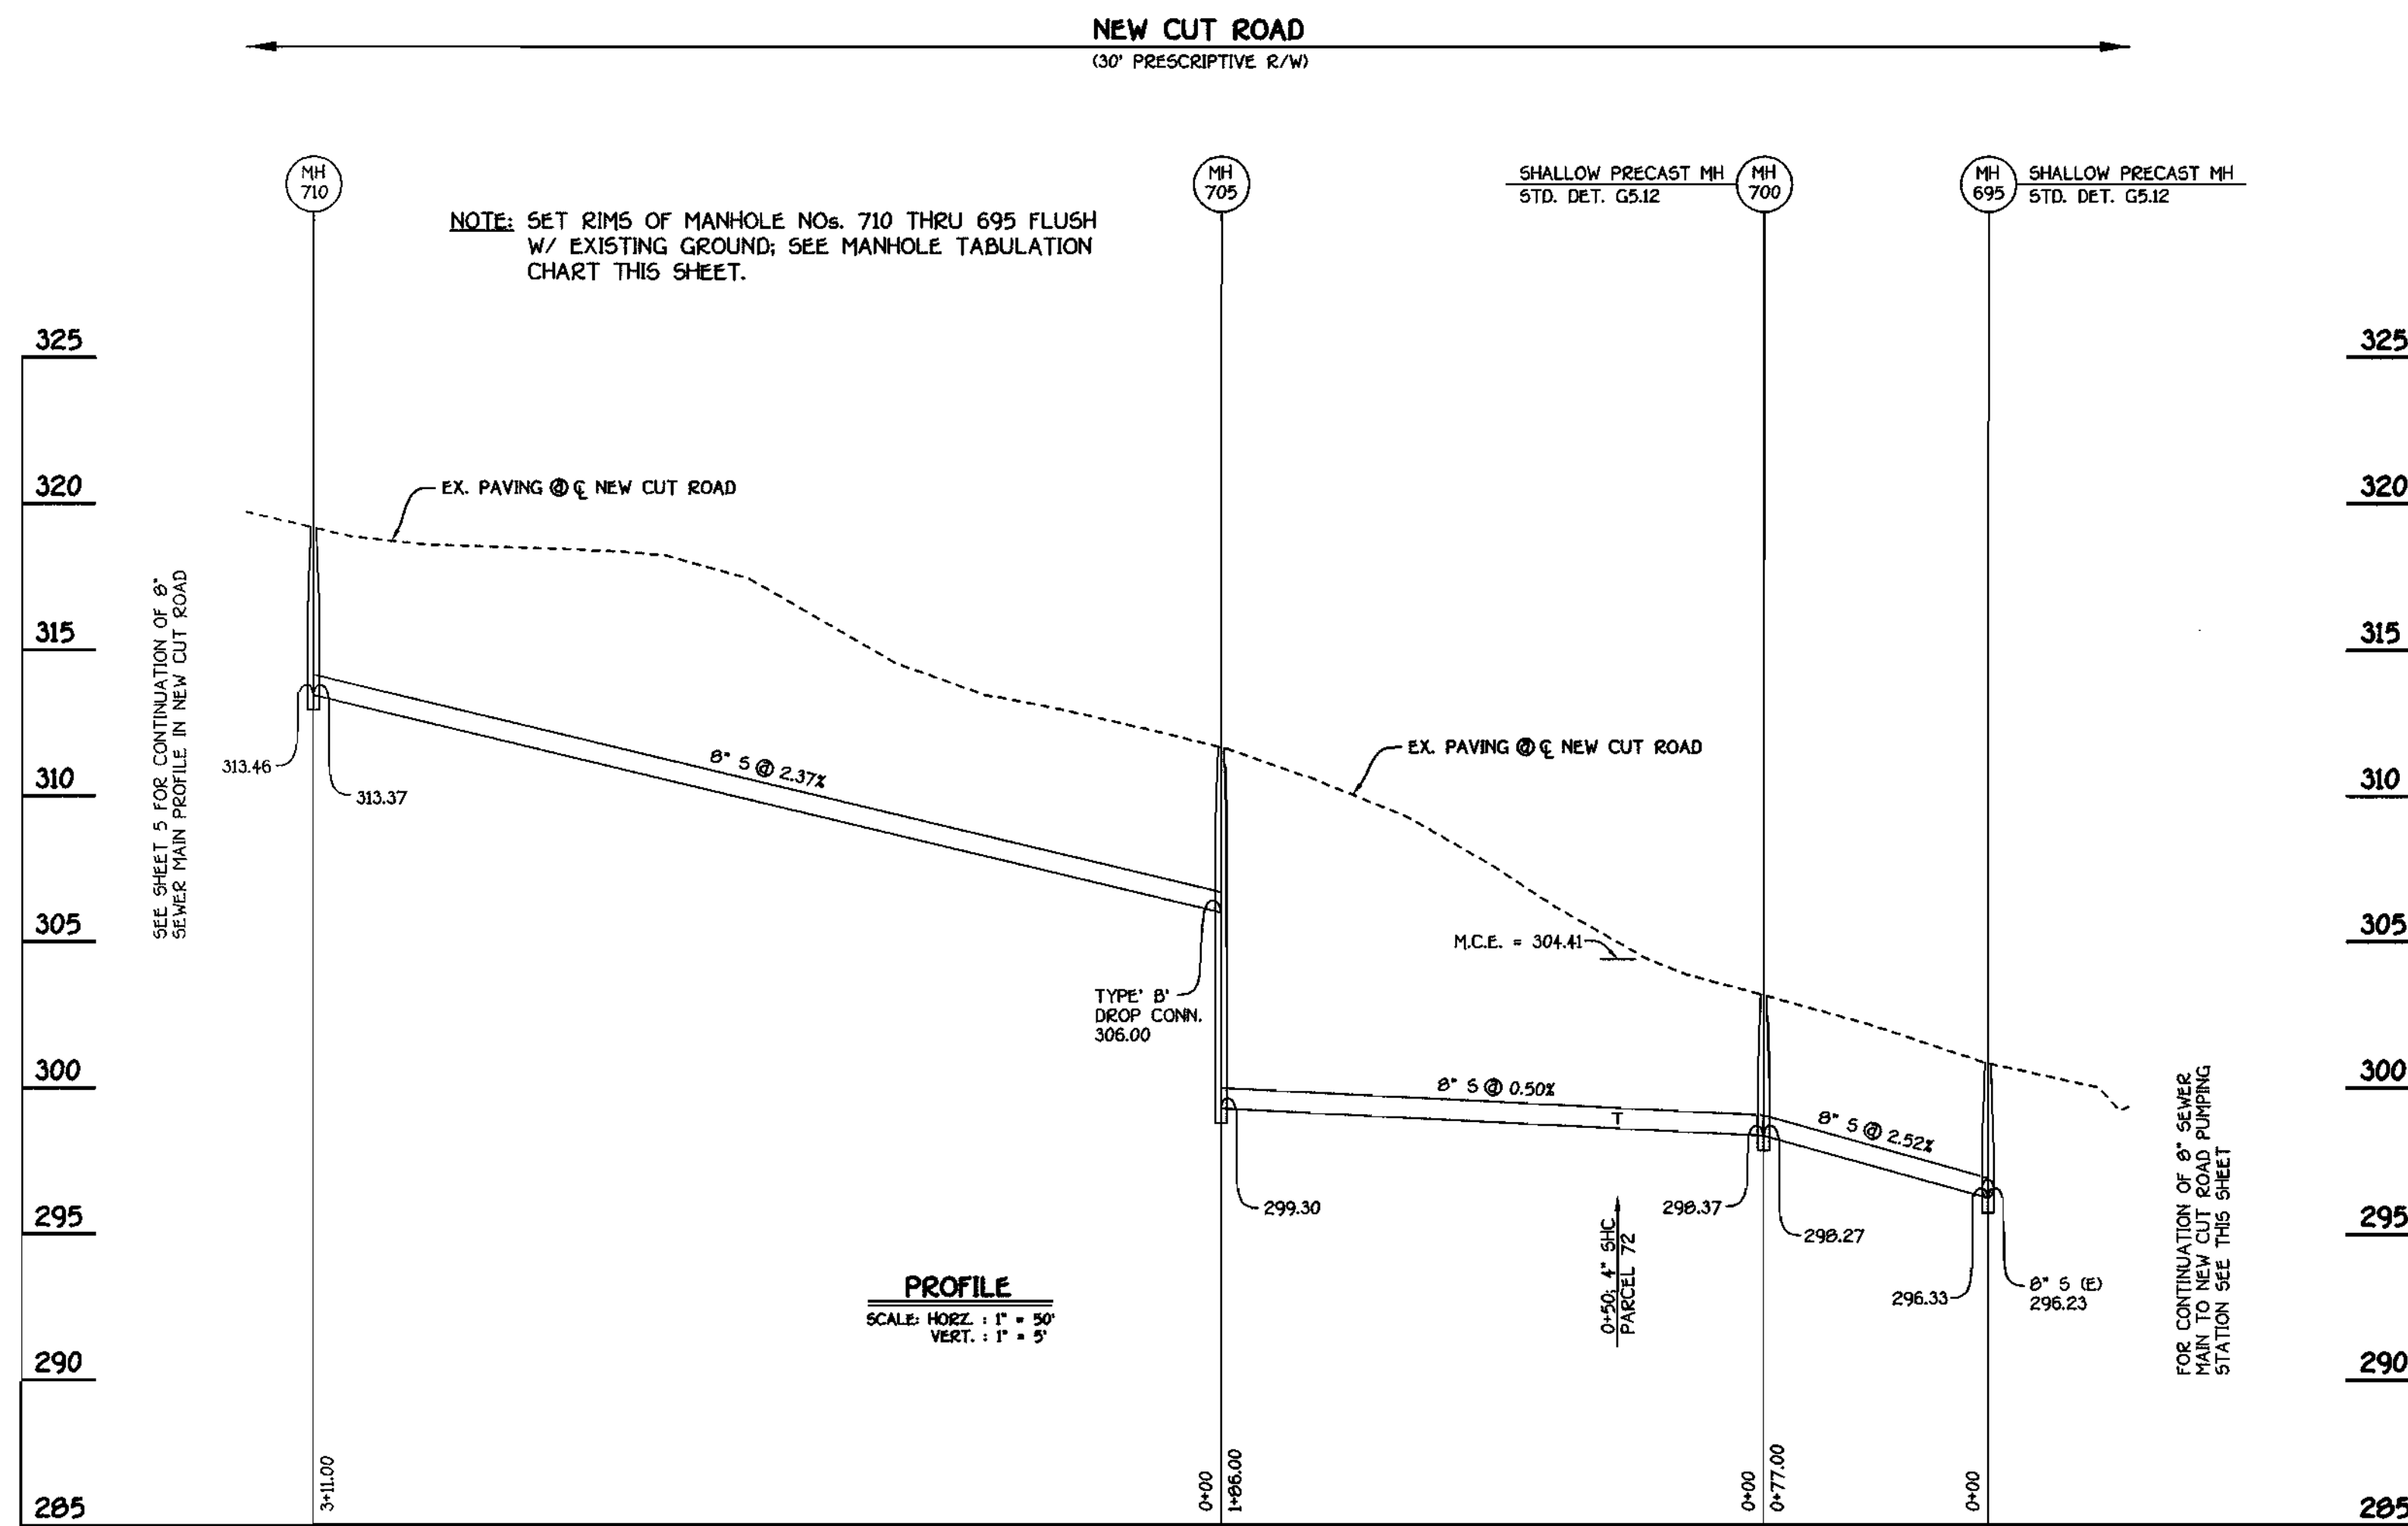 NEW CUT ROAD
(30' PRESCRIPTIVE R/W)
MH
710
MH
705
SHALLOW PRECAST MH
STD. DET. G5.12
MH
700
MH
695
SHALLOW PRECAST MH
STD. DET. G5.12
NOTE: SET RIMS OF MANHOLE NOs. 710 THRU 695 FLUSH
W/ EXISTING GROUND; SEE MANHOLE TABULATION
CHART THIS SHEET.
325
325
320
320
315
315
310
310
305
305
300
300
295
295
290
290
285
285
EX. PAVING @ ℄ NEW CUT ROAD
SEE SHEET 5 FOR CONTINUATION OF 8"
SEWER MAIN PROFILE IN NEW CUT ROAD
313.46
313.37
8" S @ 2.37%
EX. PAVING @ ℄ NEW CUT ROAD
M.C.E. = 304.41
TYPE' B'
DROP CONN.
306.00
8" S @ 0.50%
T
8" S @ 2.52%
299.30
298.37
298.27
0+50; 4" SHC
PARCEL 72
296.33
8" S (E)
296.23
FOR CONTINUATION OF 8" SEWER
MAIN TO NEW CUT ROAD PUMPING
STATION SEE THIS SHEET
PROFILE
SCALE: HORZ. : 1" = 50'
VERT. : 1" = 5'
3+11.00
0+00
1+86.00
0+00
0+77.00
0+00